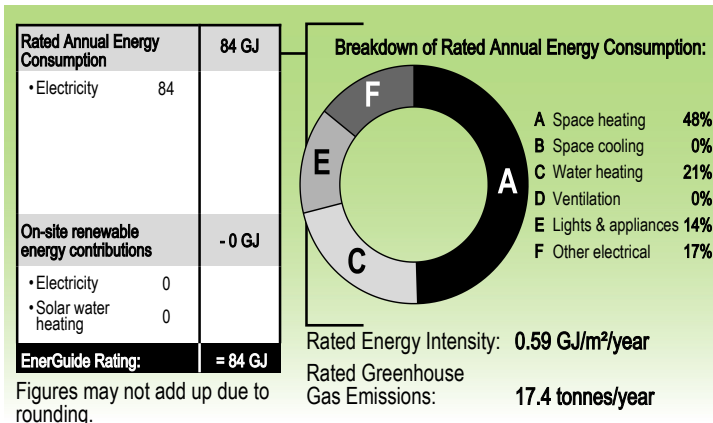 Rated Annual Energy
Consumption
84 GJ
• Electricity 84
On-site renewable
energy contributions
- 0 GJ
• Electricity 0
• Solar water
heating 0
EnerGuide Rating: = 84 GJ
Figures may not add up due to
rounding.
Breakdown of Rated Annual Energy Consumption:
F
E
A
C
A Space heating 48%
B Space cooling 0%
C Water heating 21%
D Ventilation 0%
E Lights & appliances 14%
F Other electrical 17%
Rated Energy Intensity: 0.59 GJ/m²/year
Rated Greenhouse
Gas Emissions: 17.4 tonnes/year